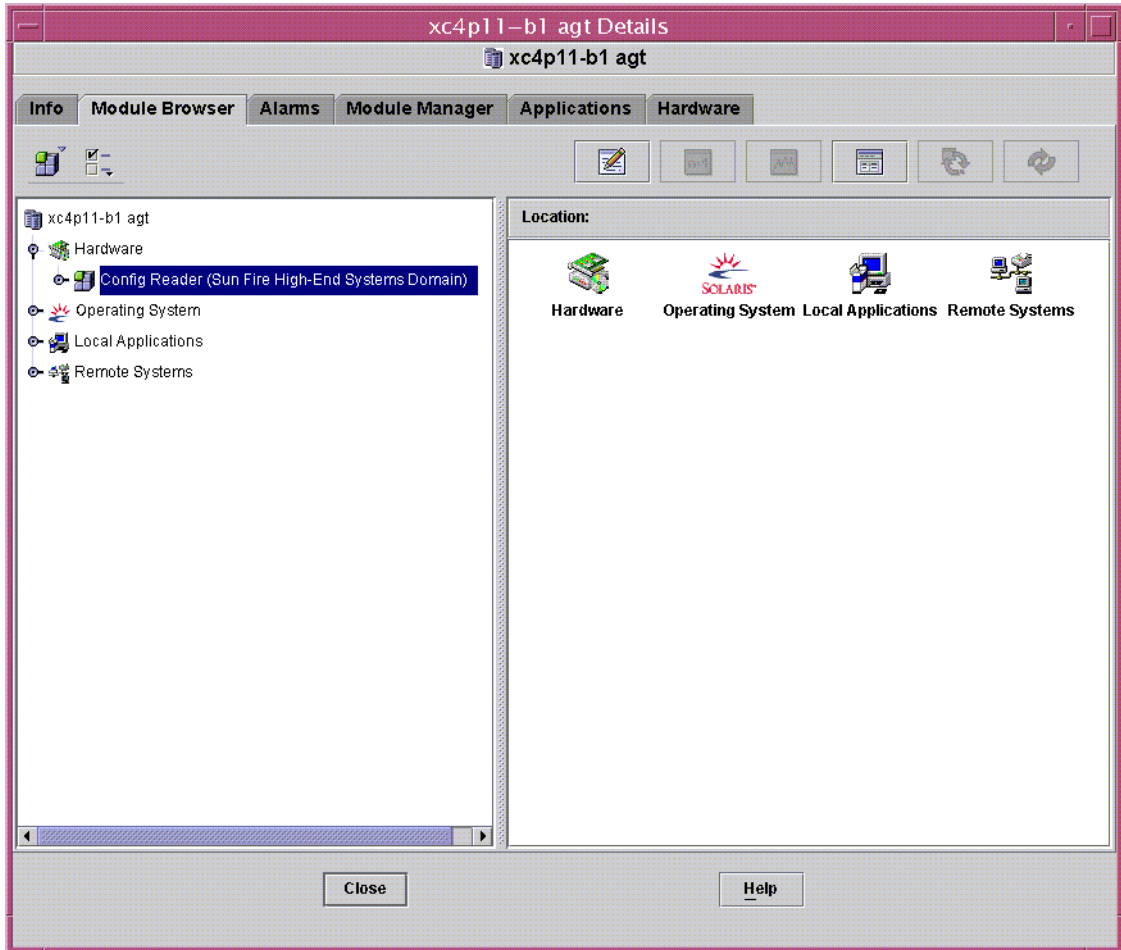 xc4p11–b1 agt Details
xc4p11-b1 agt
Info Module Browser Alarms Module Manager Applications Hardware
xc4p11-b1 agt
Hardware
Config Reader (Sun Fire High-End Systems Domain)
Operating System
Local Applications
Remote Systems
Location:
SOLARIS
Hardware Operating System Local Applications Remote Systems
Close Help